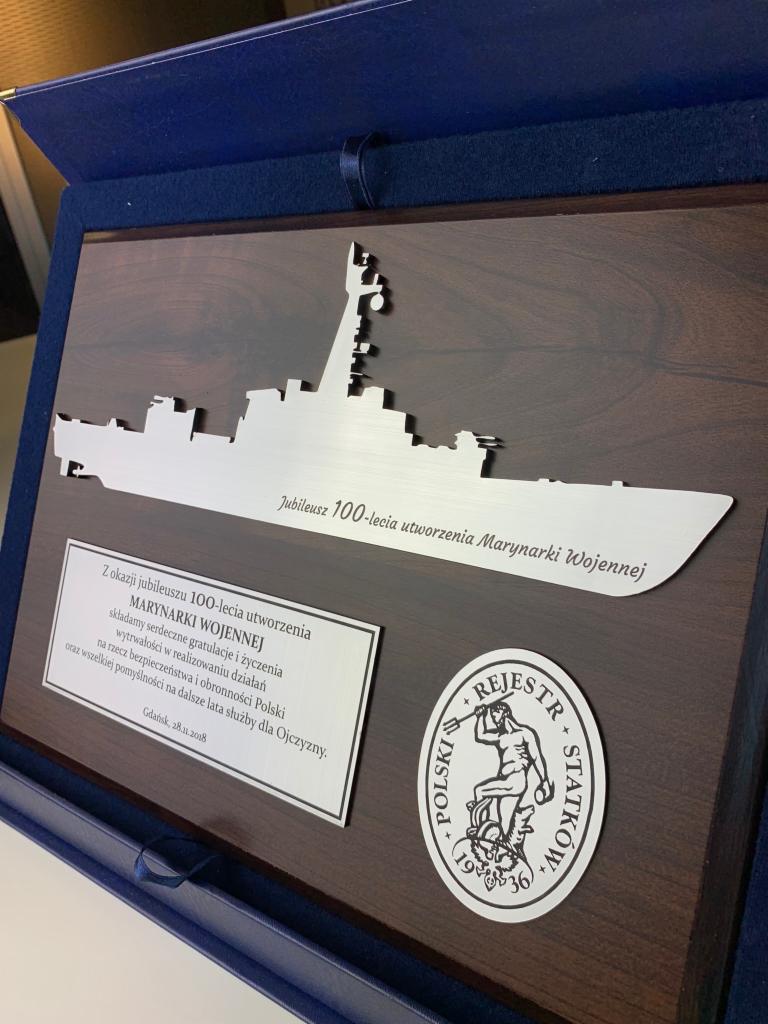 Jubileusz 100-lecia utworzenia Marynarki Wojennej
Z okazji jubileuszu 100-lecia utworzenia
MARYNARKI WOJENNEJ
składamy serdeczne gratulacje i życzenia
wytrwałości w realizowaniu działań
na rzecz bezpieczeństwa i obronności Polski
oraz wszelkiej pomyślności na dalsze lata służby dla Ojczyzny.
Gdańsk, 28.11.2018
POLSKI REJESTR STATKÓW
1936